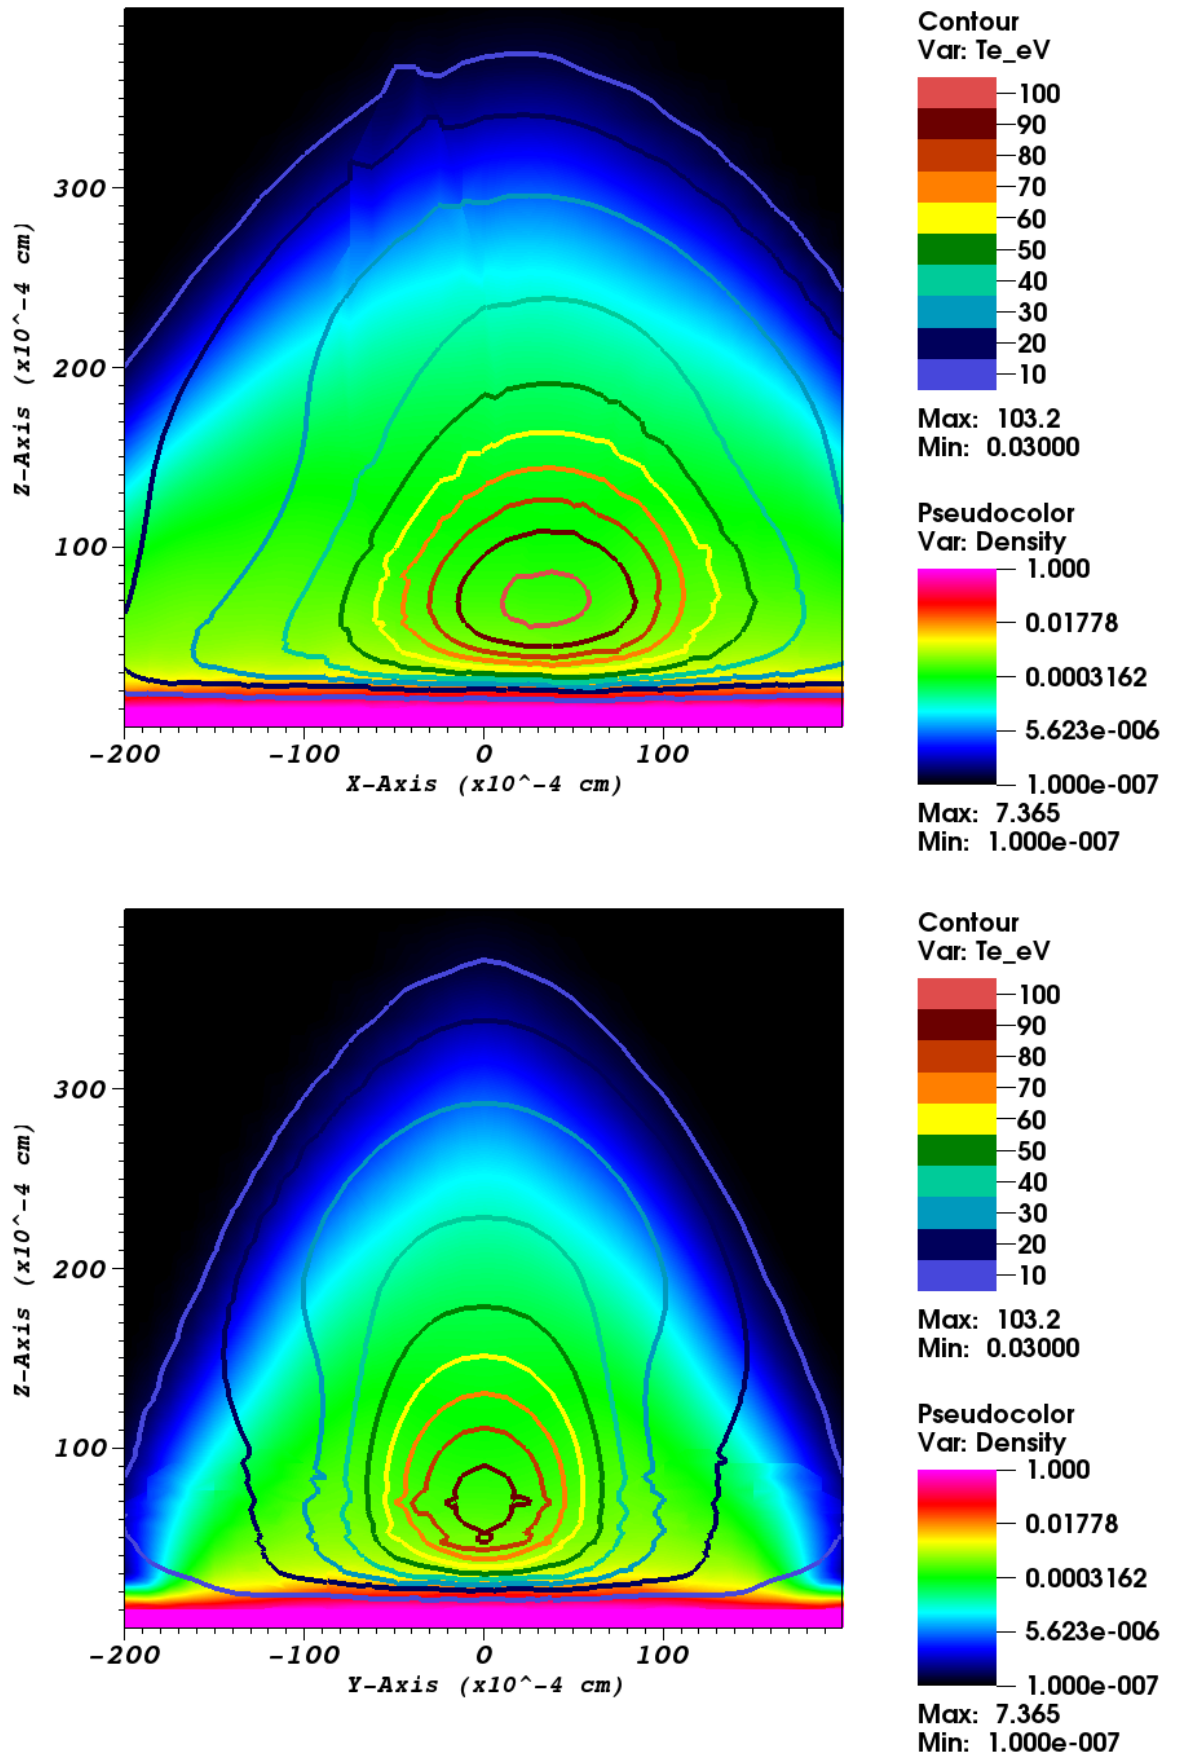 Contour
Var: Te_eV
100
90
80
70
60
50
40
30
20
10
Max: 103.2
Min: 0.03000
Pseudocolor
Var: Density
1.000
0.01778
0.0003162
5.623e-006
1.000e-007
Max: 7.365
Min: 1.000e-007
Z-Axis (x10^-4 cm)
300
200
100
-200
-100
0
100
X-Axis (x10^-4 cm)
Contour
Var: Te_eV
100
90
80
70
60
50
40
30
20
10
Max: 103.2
Min: 0.03000
Pseudocolor
Var: Density
1.000
0.01778
0.0003162
5.623e-006
1.000e-007
Max: 7.365
Min: 1.000e-007
Z-Axis (x10^-4 cm)
300
200
100
-200
-100
0
100
Y-Axis (x10^-4 cm)